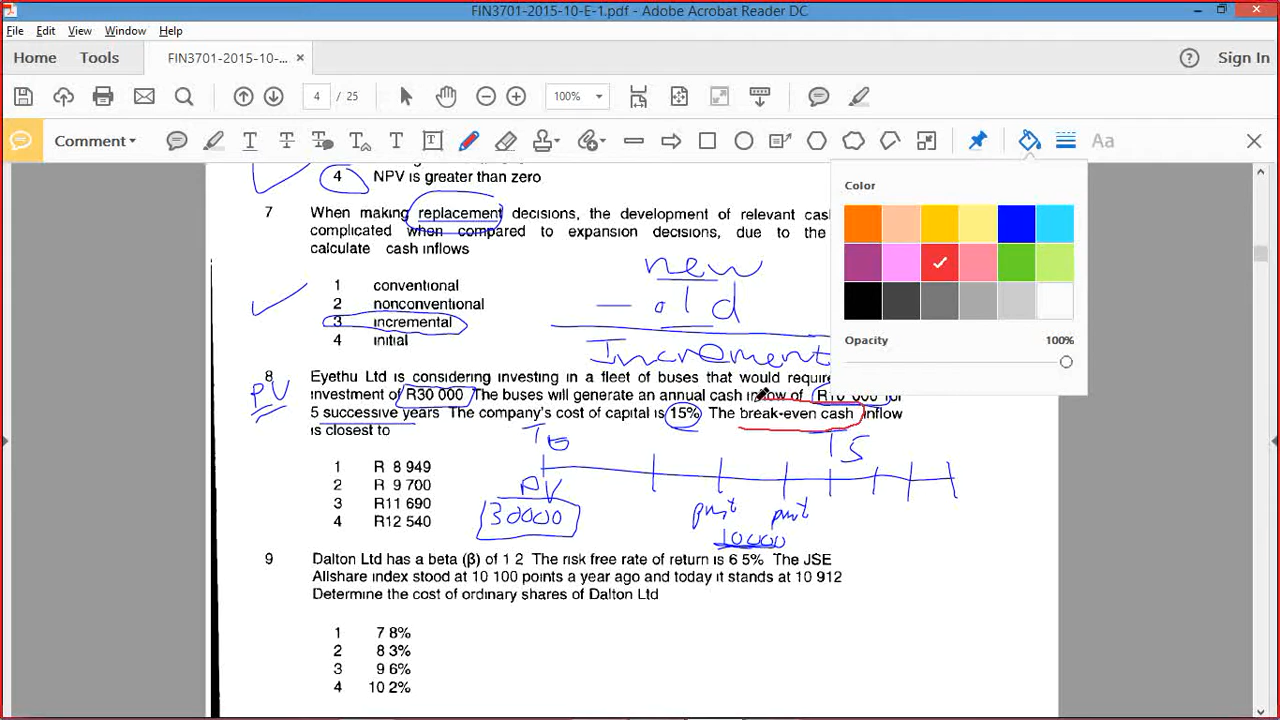 FIN3701-2015-10-E-1.pdf - Adobe Acrobat Reader DC
File Edit View Window Help
Home Tools FIN3701-2015-10-... × Sign In
4 / 25 100%
Comment Aa
Color
Opacity 100%
4 NPV is greater than zero
7 When making replacement decisions, the development of relevant cas
complicated when compared to expansion decisions, due to the
calculate cash inflows
new
1 conventional
2 nonconventional
old
3 incremental
4 initial
Increment
8 Eyethu Ltd is considering investing in a fleet of buses that would require
PV
investment of R30 000 The buses will generate an annual cash inflow of R10 000 for
5 successive years The company's cost of capital is 15% The break-even cash inflow
is closest to
T0 T5
1 R 8 949
2 R 9 700
PV
3 R11 690
30000 pmt pmt
4 R12 540
10000
9 Dalton Ltd has a beta (β) of 1 2 The risk free rate of return is 6 5% The JSE
Allshare index stood at 10 100 points a year ago and today it stands at 10 912
Determine the cost of ordinary shares of Dalton Ltd
1 7 8%
2 8 3%
3 9 6%
4 10 2%